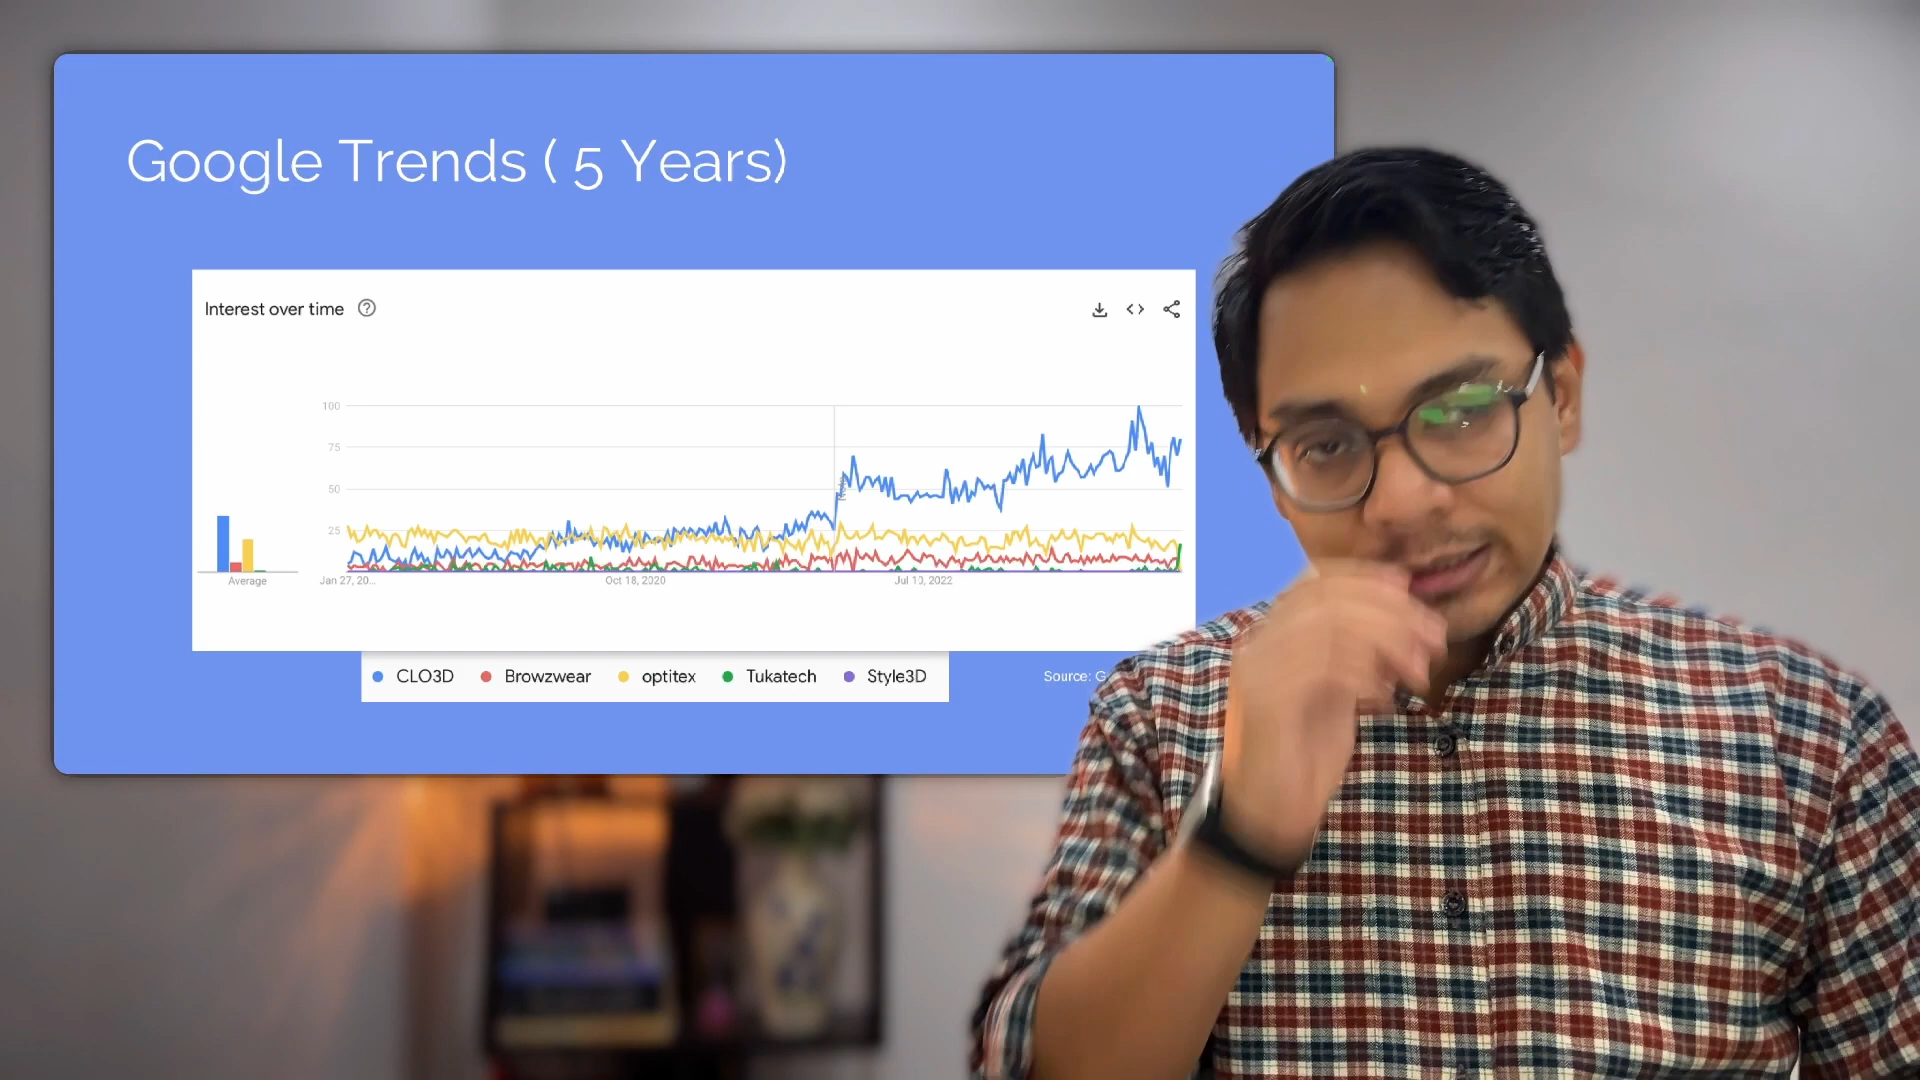 Google Trends ( 5 Years)
Interest over time
100
75
50
25
Average
Jan 27, 20...
Oct 18, 2020
Jul 10, 2022
CLO3D
Browzwear
optitex
Tukatech
Style3D
Source: G